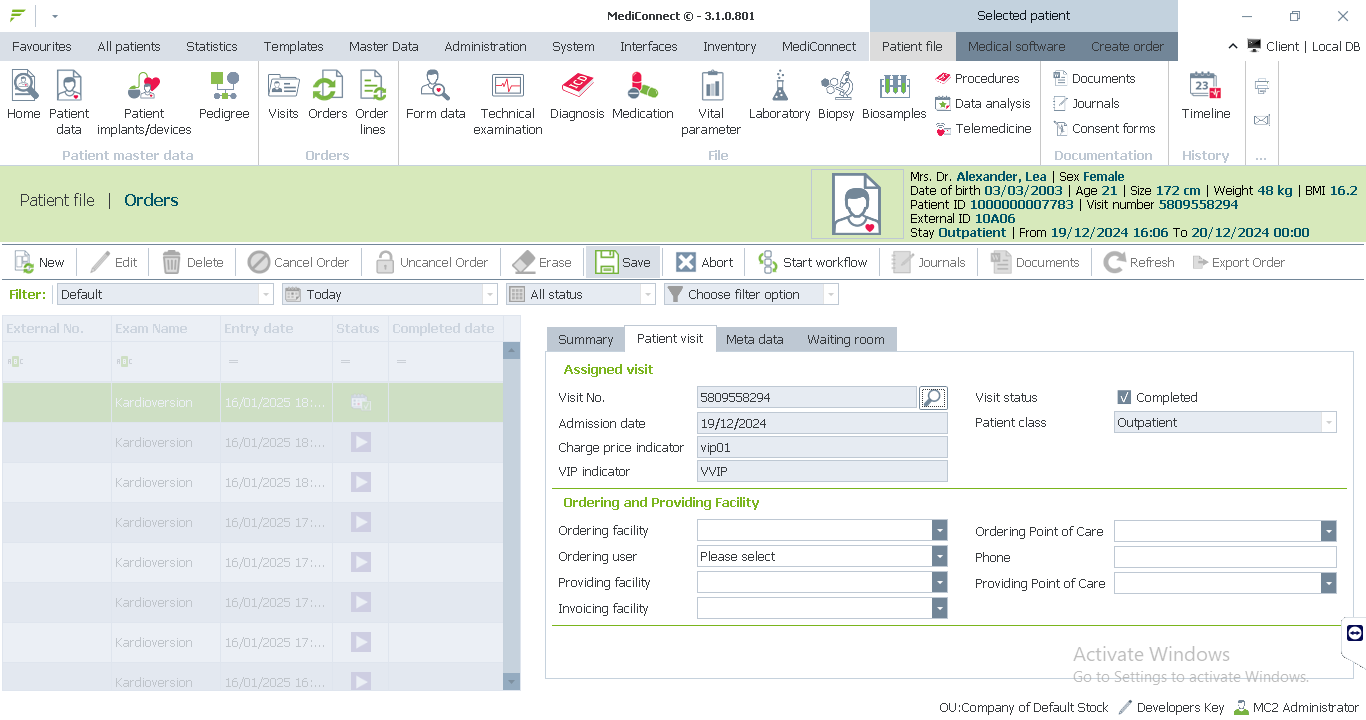 MediConnect © - 3.1.0.801
Selected patient
Favourites All patients Statistics Templates Master Data Administration System Interfaces Inventory MediConnect Patient file Medical software Create order Client | Local DB
Home
Patient data
Patient implants/devices
Pedigree
Patient master data
Visits
Orders
Order lines
Orders
Form data
Technical examination
Diagnosis
Medication
Vital parameter
Laboratory
Biopsy
Biosamples
Procedures
Data analysis
Telemedicine
File
Documents
Journals
Consent forms
Documentation
23
Timeline
History
...
Patient file | Orders
Mrs. Dr. Alexander, Lea | Sex Female
Date of birth 03/03/2003 | Age 21 | Size 172 cm | Weight 48 kg | BMI 16.2
Patient ID 1000000007783 | Visit number 5809558294
External ID 10A06
Stay Outpatient | From 19/12/2024 16:06 To 20/12/2024 00:00
New Edit Delete Cancel Order Uncancel Order Erase Save Abort Start workflow Journals Documents Refresh Export Order
Filter: Default Today All status Choose filter option
External No. Exam Name Entry date Status Completed date
Kardioversion 16/01/2025 18:...
Kardioversion 16/01/2025 18:...
Kardioversion 16/01/2025 18:...
Kardioversion 16/01/2025 17:...
Kardioversion 16/01/2025 17:...
Kardioversion 16/01/2025 17:...
Kardioversion 16/01/2025 17:...
Kardioversion 16/01/2025 16:...
Summary Patient visit Meta data Waiting room
Assigned visit
Visit No. 5809558294 Visit status Completed
Admission date 19/12/2024 Patient class Outpatient
Charge price indicator vip01
VIP indicator VVIP
Ordering and Providing Facility
Ordering facility Ordering Point of Care
Ordering user Please select Phone
Providing facility Providing Point of Care
Invoicing facility
Activate Windows
Go to Settings to activate Windows.
OU:Company of Default Stock Developers Key MC2 Administrator